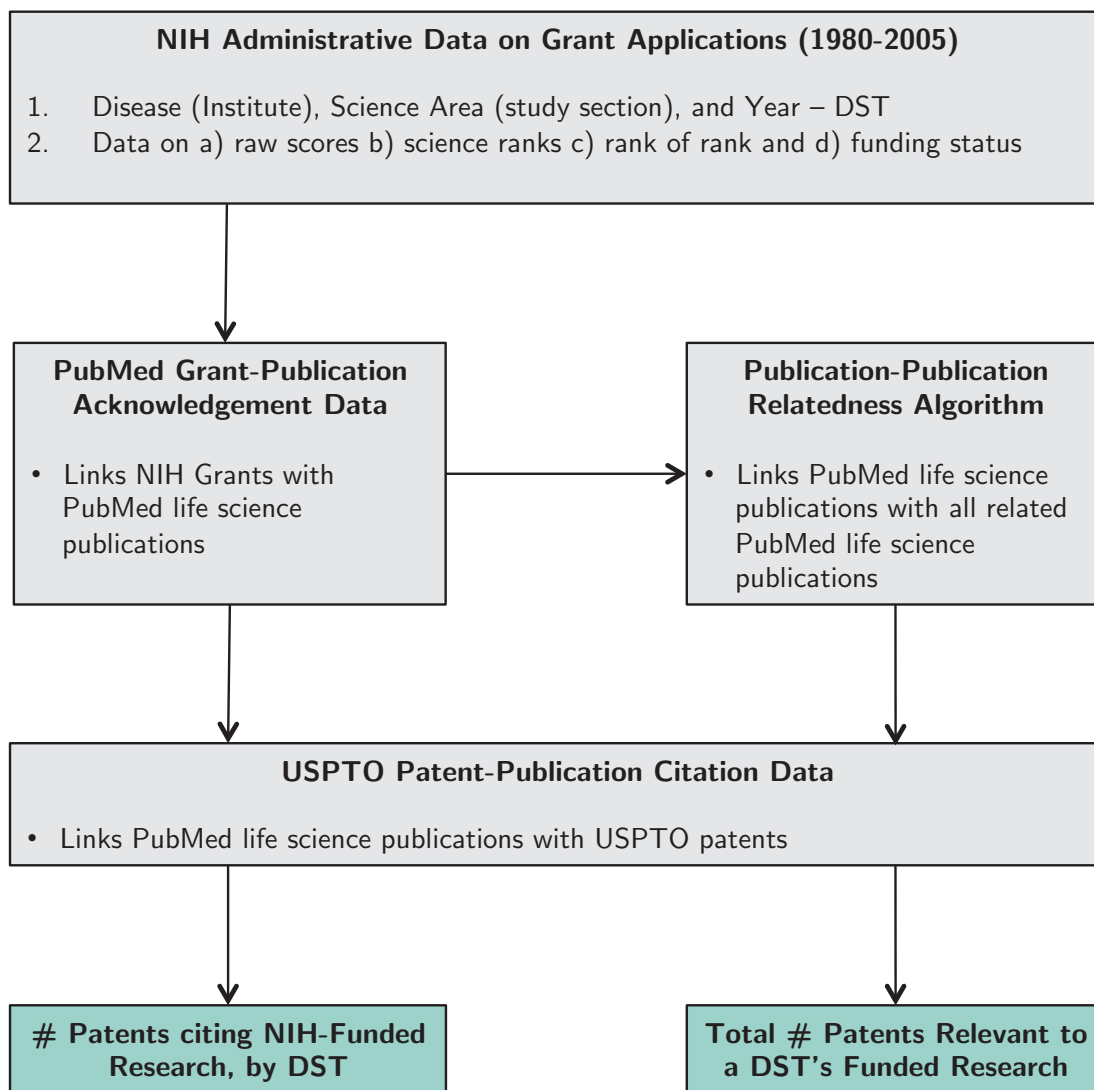 NIH Administrative Data on Grant Applications (1980-2005)
1. Disease (Institute), Science Area (study section), and Year – DST
2. Data on a) raw scores b) science ranks c) rank of rank and d) funding status
PubMed Grant-Publication
Acknowledgement Data
• Links NIH Grants with
PubMed life science
publications
Publication-Publication
Relatedness Algorithm
• Links PubMed life science
publications with all related
PubMed life science
publications
USPTO Patent-Publication Citation Data
• Links PubMed life science publications with USPTO patents
# Patents citing NIH-Funded
Research, by DST
Total # Patents Relevant to
a DST's Funded Research